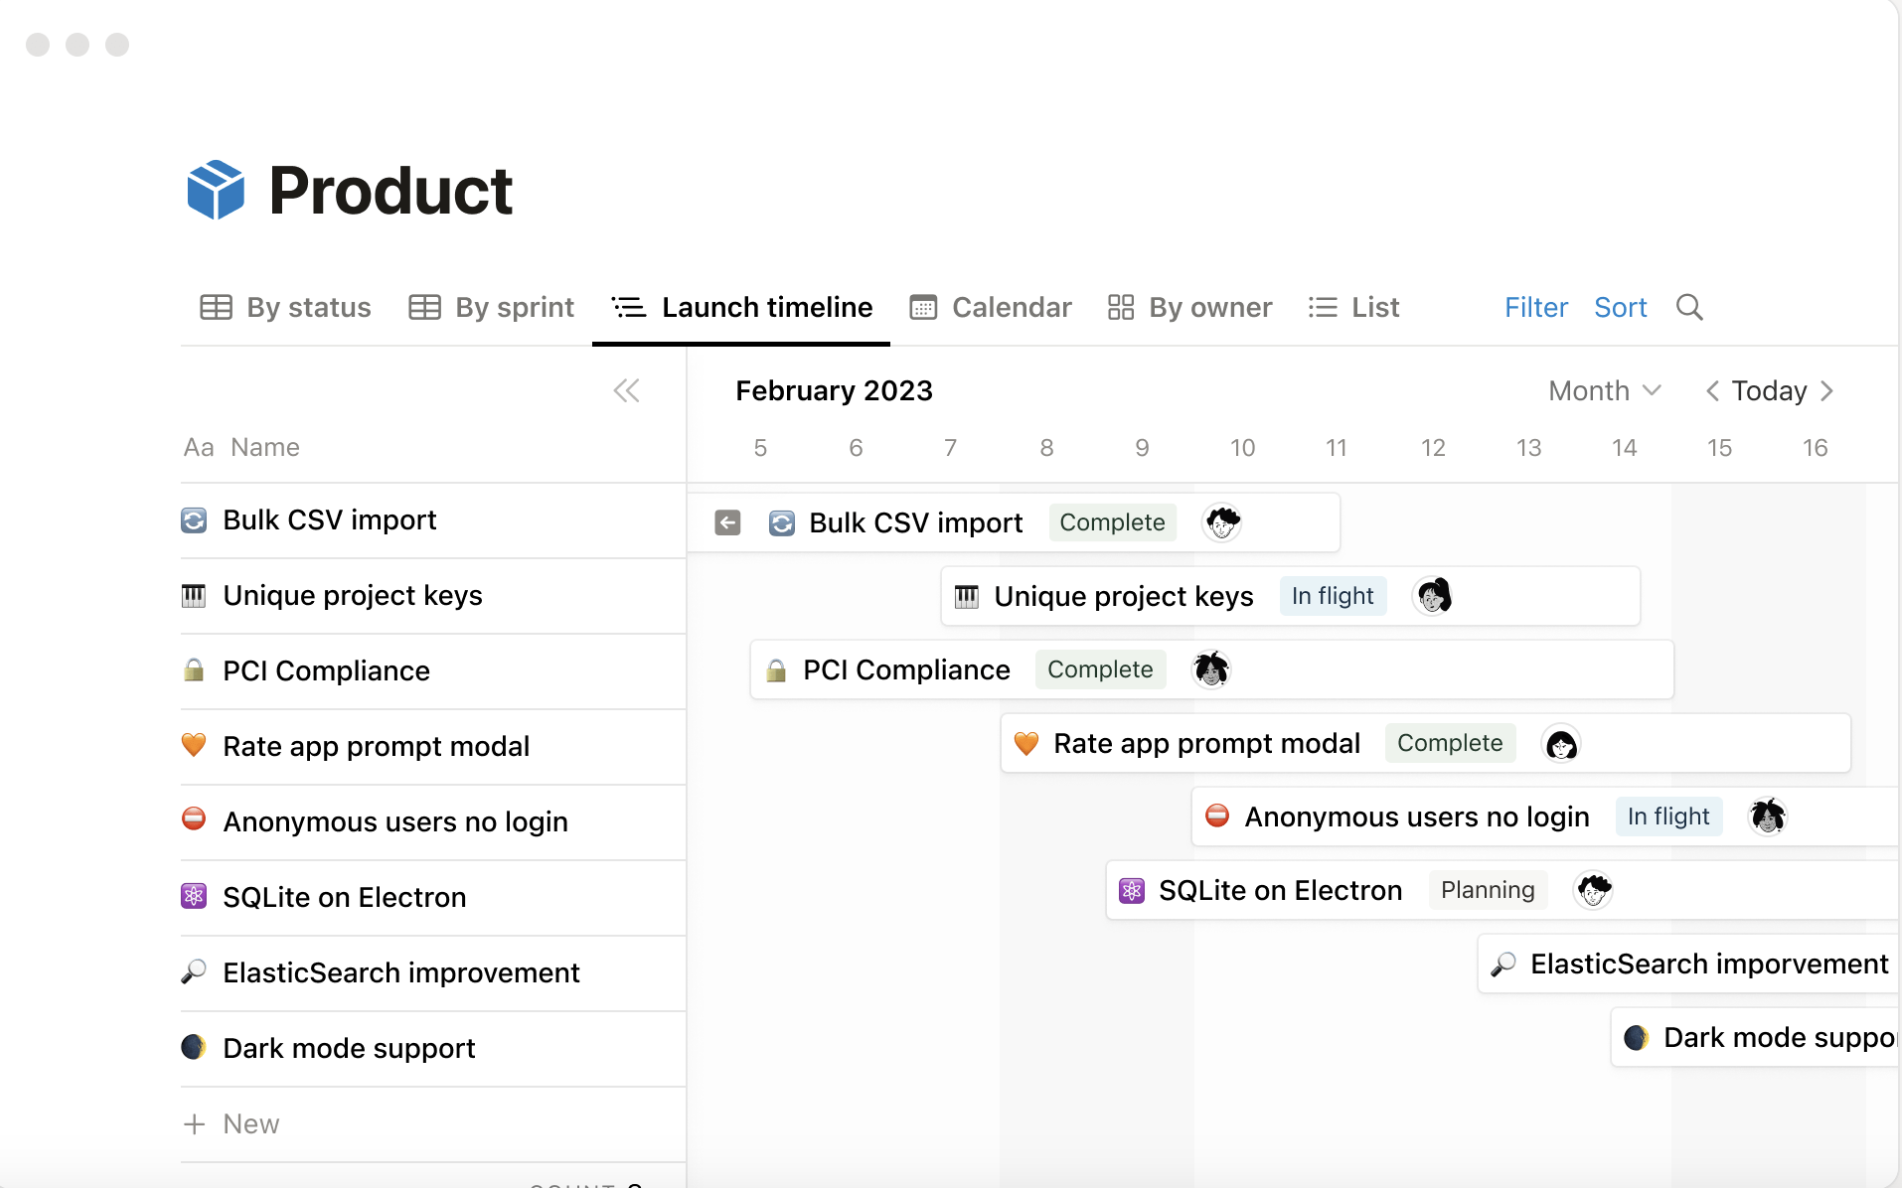 Product
By status By sprint Launch timeline Calendar By owner List Filter Sort
February 2023 Month Today
Aa Name 5 6 7 8 9 10 11 12 13 14 15 16
Bulk CSV import
Bulk CSV import Complete
Unique project keys
Unique project keys In flight
PCI Compliance
PCI Compliance Complete
Rate app prompt modal
Rate app prompt modal Complete
Anonymous users no login
Anonymous users no login In flight
SQLite on Electron
SQLite on Electron Planning
ElasticSearch improvement
ElasticSearch imporvement
Dark mode support
Dark mode suppo
New
COUNT